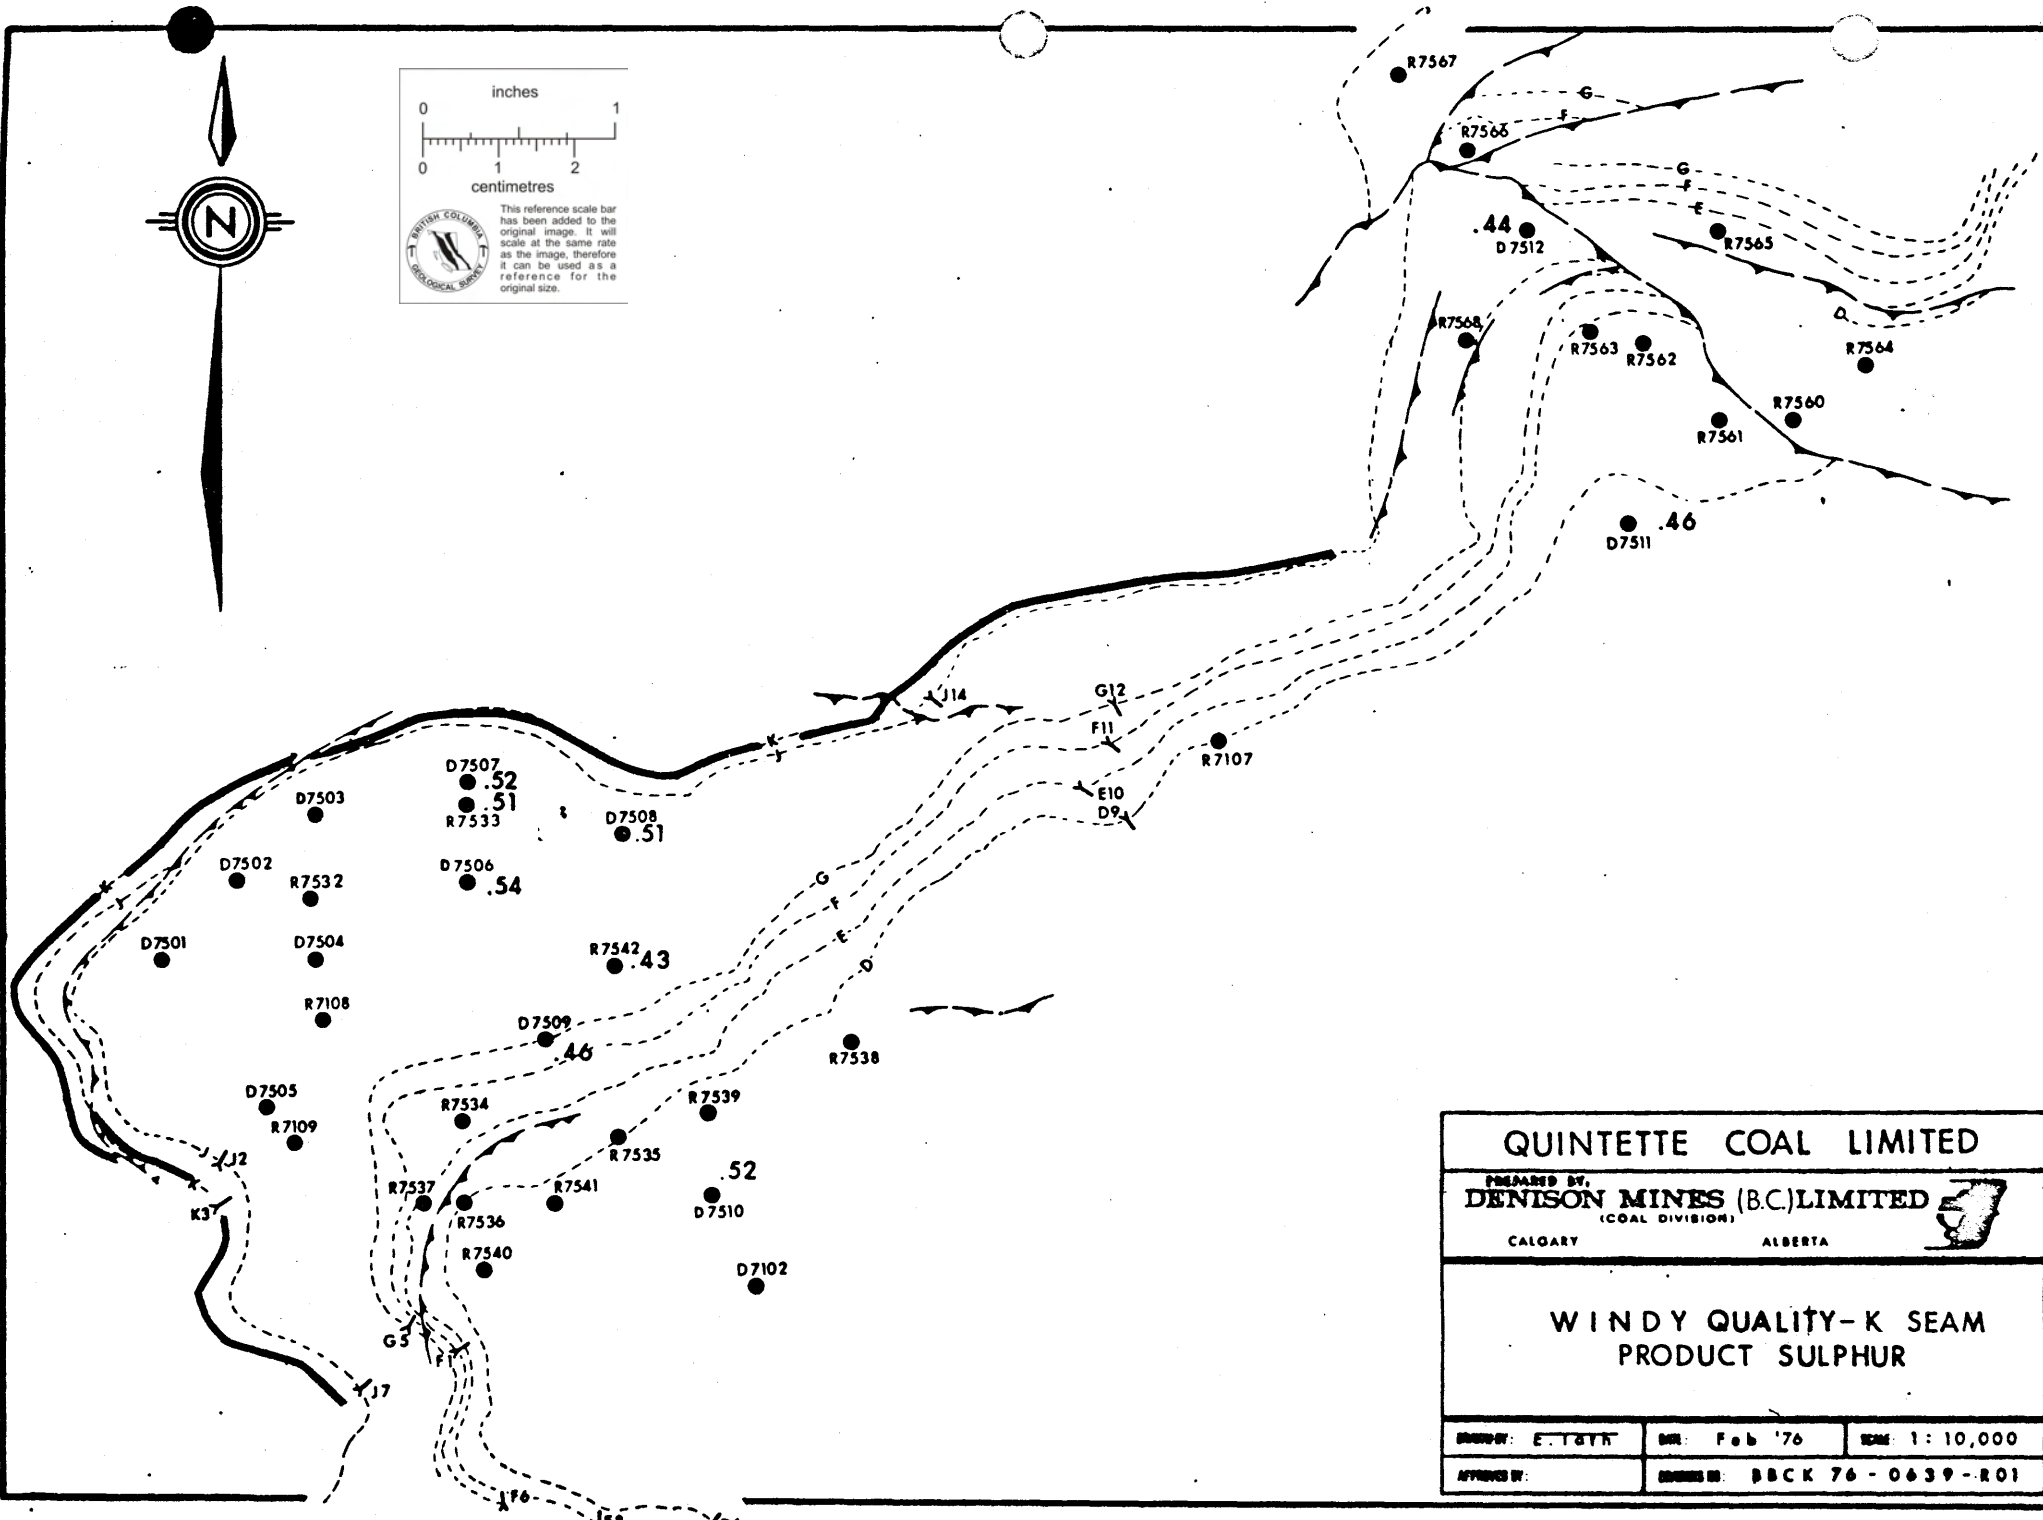 inches
0 1
0 1 2
centimetres
BRITISH COLUMBIA
GEOLOGICAL SURVEY
This reference scale bar
has been added to the
original image. It will
scale at the same rate
as the image, therefore
it can be used as a
reference for the
original size.
N
R7567
G
F
R7566
G
F
E
.44
D7512
R7565
D
R7568
R7563
R7562
R7564
R7560
R7561
D7511 .46
J14
G12
F11
K
J
R7107
E10
D9
D7507
.52
.51
R7533
D7503
D7508
.51
D7502
D7506
.54
R7532
G
F
E
D
K
J
D7501
D7504
R7542 .43
R7108
D7509
.46
R7538
D7505
R7109
R7534
R7539
R7535
J J2
K
K3
.52
D7510
R7537
R7536
R7541
R7540
D7102
G5
F1
J7
F6
QUINTETTE COAL LIMITED
PREPARED BY,
DENISON MINES (B.C.) LIMITED
(COAL DIVISION)
CALGARY ALBERTA
WINDY QUALITY-K SEAM
PRODUCT SULPHUR
DATE: Feb '76
SCALE: 1:10,000
APPROVED BY:
BBCK 76-0639-R01